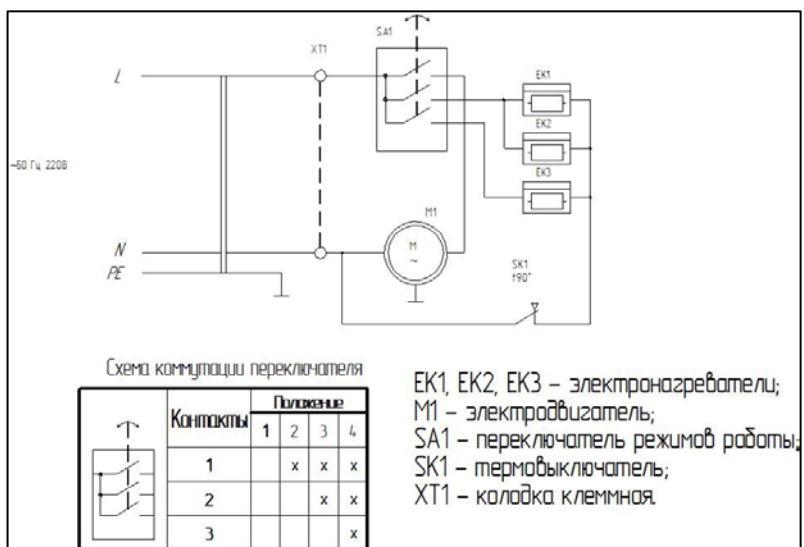 SA1
XT1
L
EK1
EK2
~50 Гц 220В
EK3
M1
M
~
N
PE
SK1
t90°
Схема коммутации переключателя
Контакты
Положение
1 2 3 4
1 x x x
2 x x
3 x
EK1, EK2, EK3 – электронагреватели;
M1 – электродвигатель;
SA1 – переключатель режимов работы;
SK1 – термовыключатель;
XT1 – колодка клеммная.